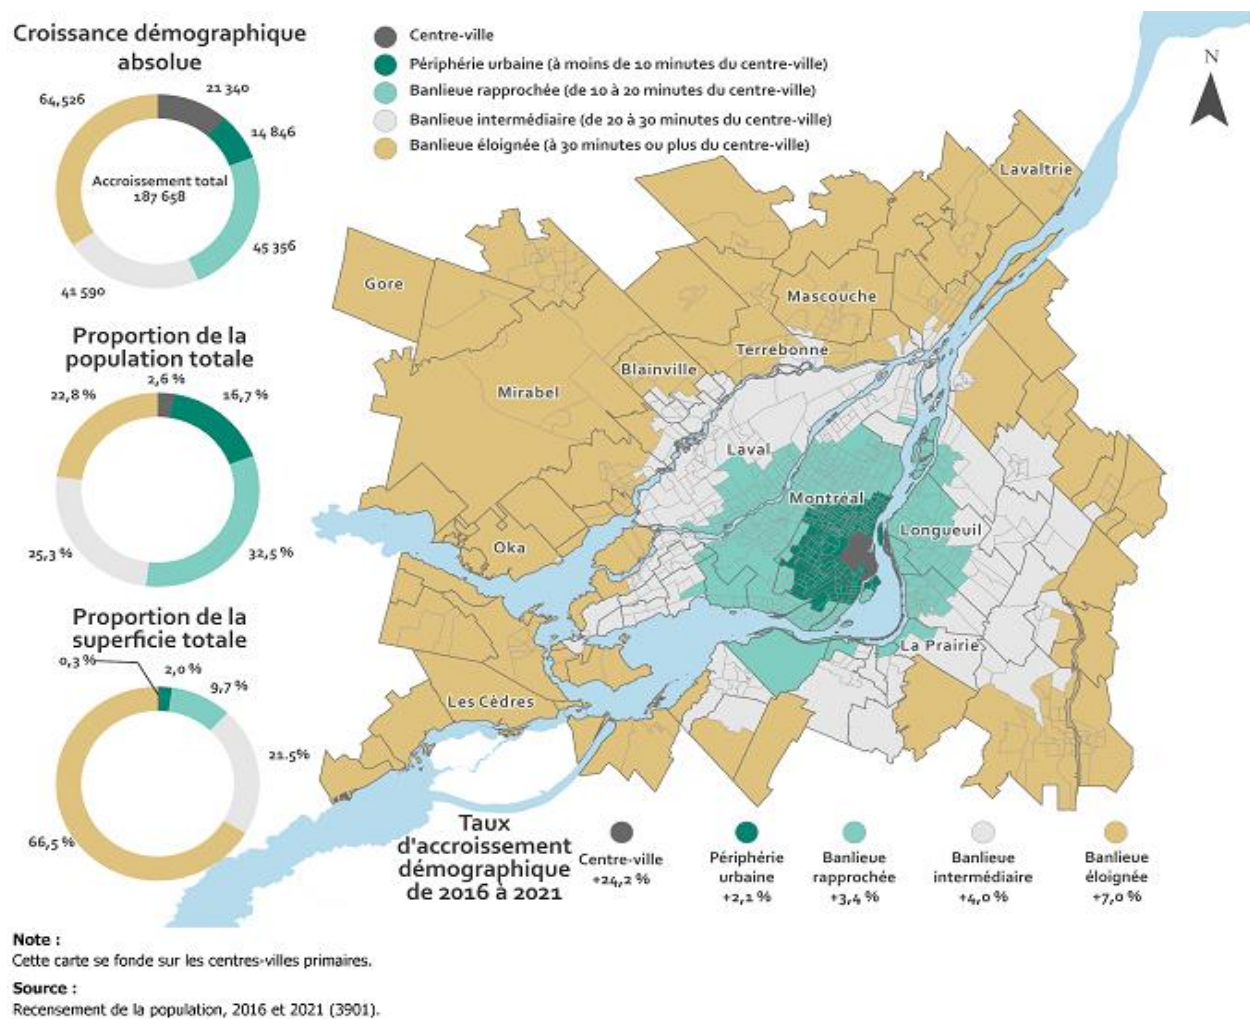 Croissance démographique
absolue
64,526
21 340
14 846
Accroissement total
187 658
45 356
41 590
Centre-ville
Périphérie urbaine (à moins de 10 minutes du centre-ville)
Banlieue rapprochée (de 10 à 20 minutes du centre-ville)
Banlieue intermédiaire (de 20 à 30 minutes du centre-ville)
Banlieue éloignée (à 30 minutes ou plus du centre-ville)
N
Proportion de la
population totale
2,6 %
22,8 %
16,7 %
25,3 %
32,5 %
Proportion de la
superficie totale
0,3 %
2,0 %
9,7 %
21.5%
66,5 %
Lavaltrie
Gore
Mascouche
Terrebonne
Blainville
Mirabel
Laval
Montréal
Longueuil
Oka
La Prairie
Les Cèdres
Taux
d'accroissement
démographique
de 2016 à 2021
Centre-ville
+24,2 %
Périphérie
urbaine
+2,1 %
Banlieue
rapprochée
+3,4 %
Banlieue
intermédiaire
+4,0 %
Banlieue
éloignée
+7,0 %
Note :
Cette carte se fonde sur les centres-villes primaires.
Source :
Recensement de la population, 2016 et 2021 (3901).